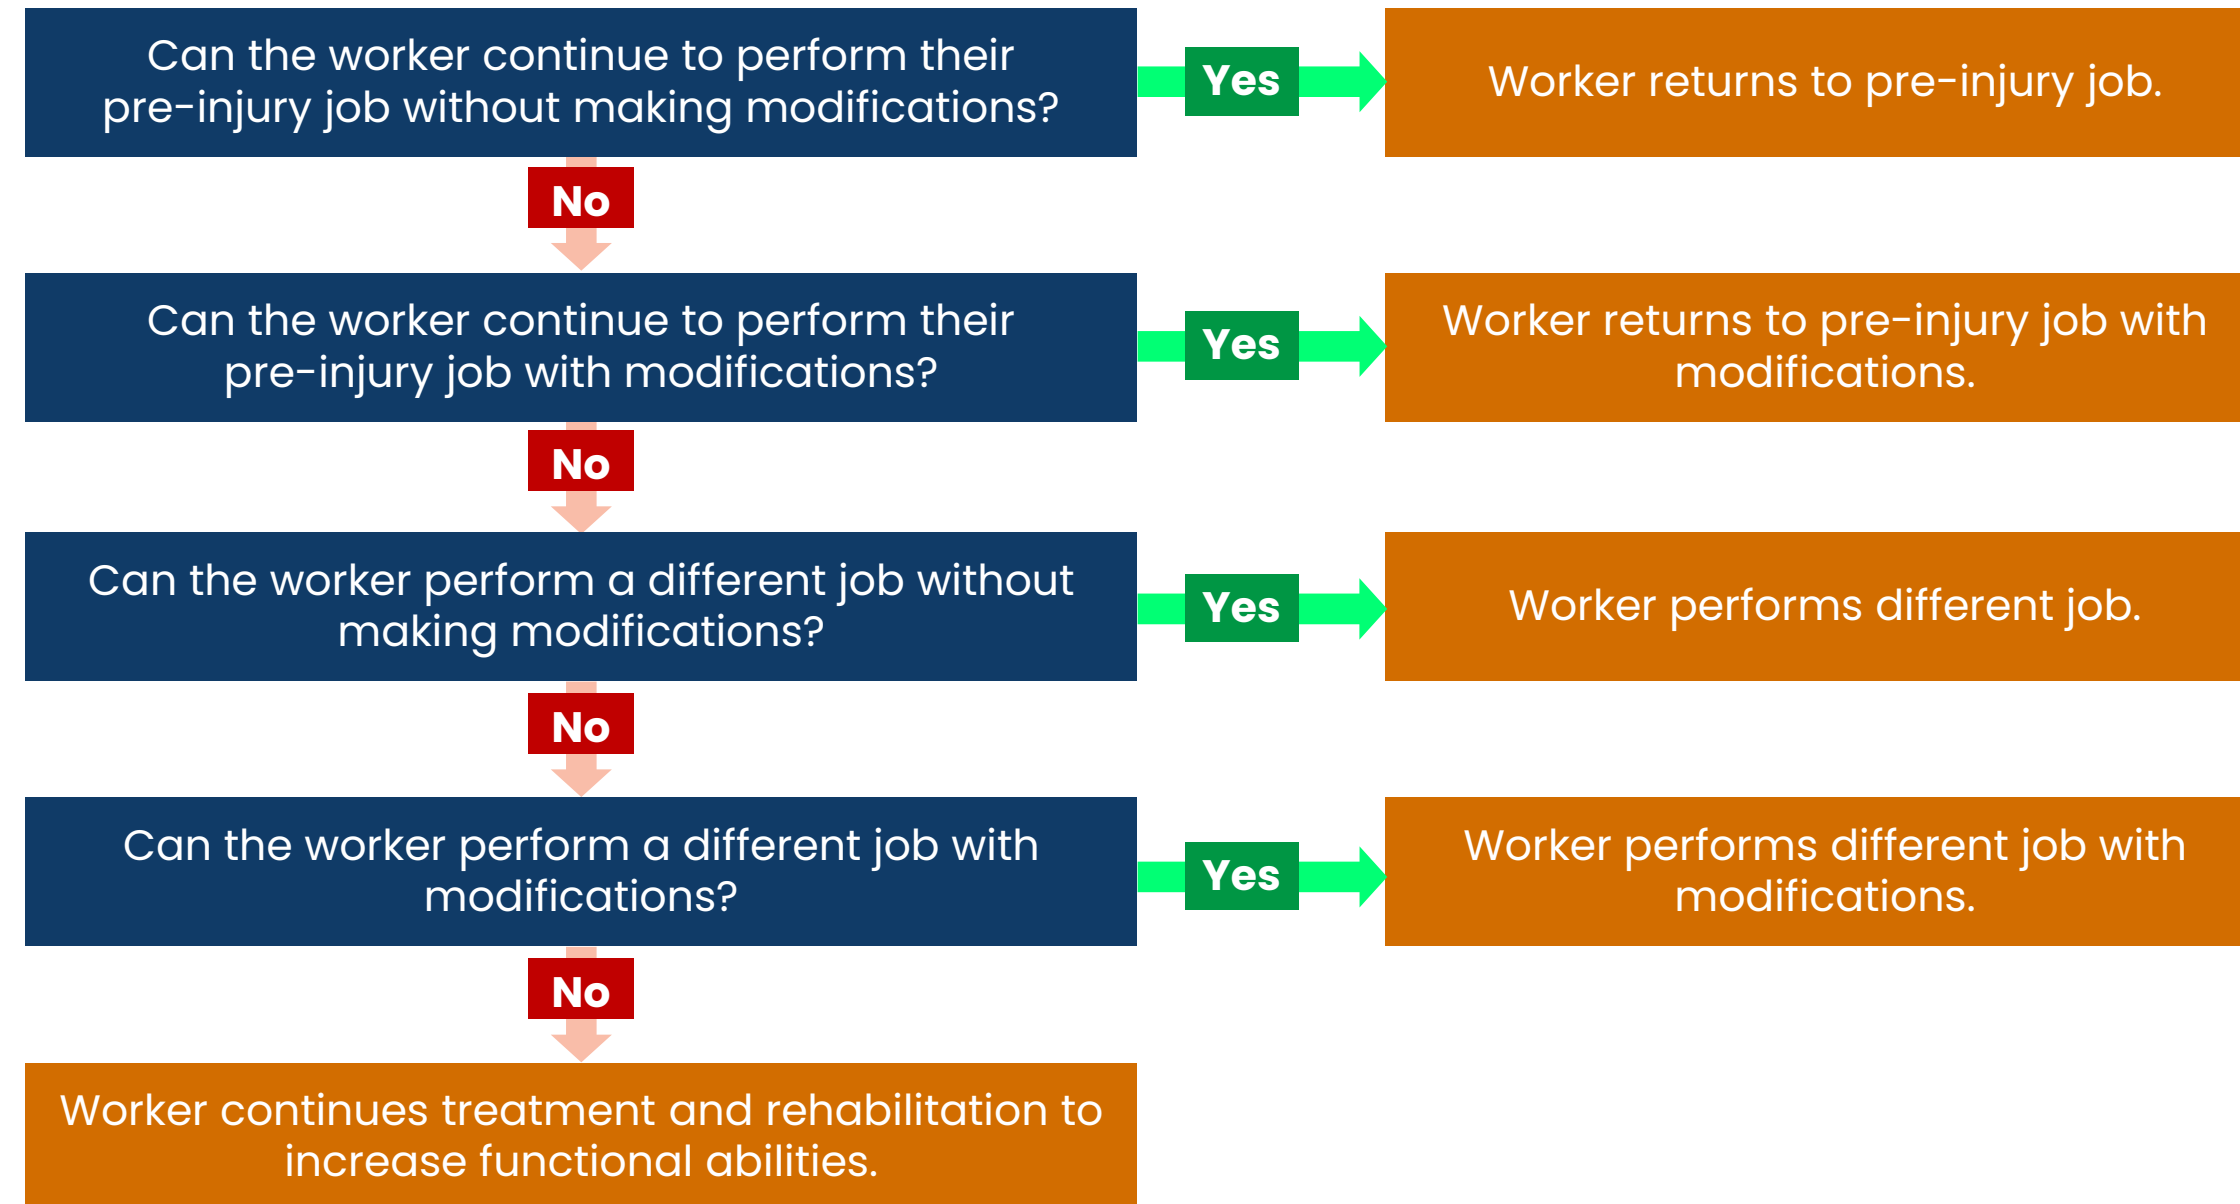 Can the worker continue to perform their
pre-injury job without making modifications?
Yes
Worker returns to pre-injury job.
No
Can the worker continue to perform their
pre-injury job with modifications?
Yes
Worker returns to pre-injury job with
modifications.
No
Can the worker perform a different job without
making modifications?
Yes
Worker performs different job.
No
Can the worker perform a different job with
modifications?
Yes
Worker performs different job with
modifications.
No
Worker continues treatment and rehabilitation to
increase functional abilities.